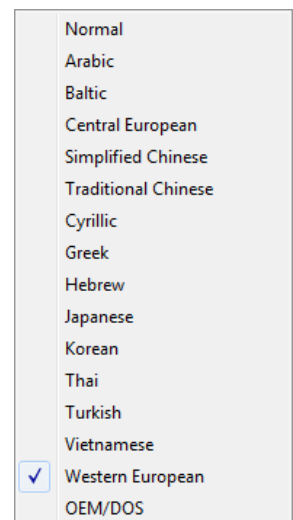 Normal
Arabic
Baltic
Central European
Simplified Chinese
Traditional Chinese
Cyrillic
Greek
Hebrew
Japanese
Korean
Thai
Turkish
Vietnamese
Western European
OEM/DOS